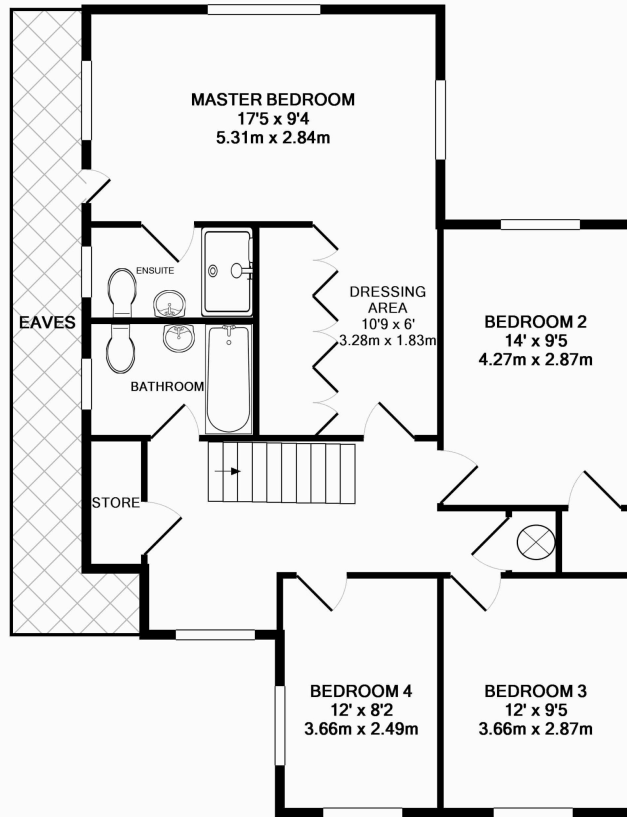 MASTER BEDROOM
17'5 x 9'4
5.31m x 2.84m
ENSUITE
DRESSING
AREA
10'9 x 6'
3.28m x 1.83m
EAVES
BEDROOM 2
14' x 9'5
4.27m x 2.87m
BATHROOM
STORE
BEDROOM 4
12' x 8'2
3.66m x 2.49m
BEDROOM 3
12' x 9'5
3.66m x 2.87m